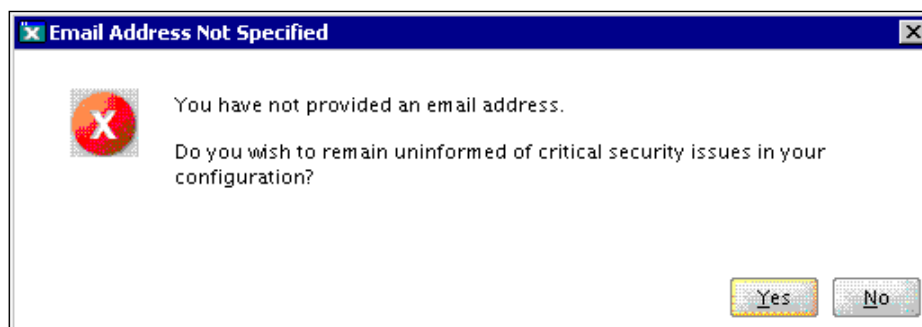 Email Address Not Specified
You have not provided an email address.
Do you wish to remain uninformed of critical security issues in your
configuration?
Yes No